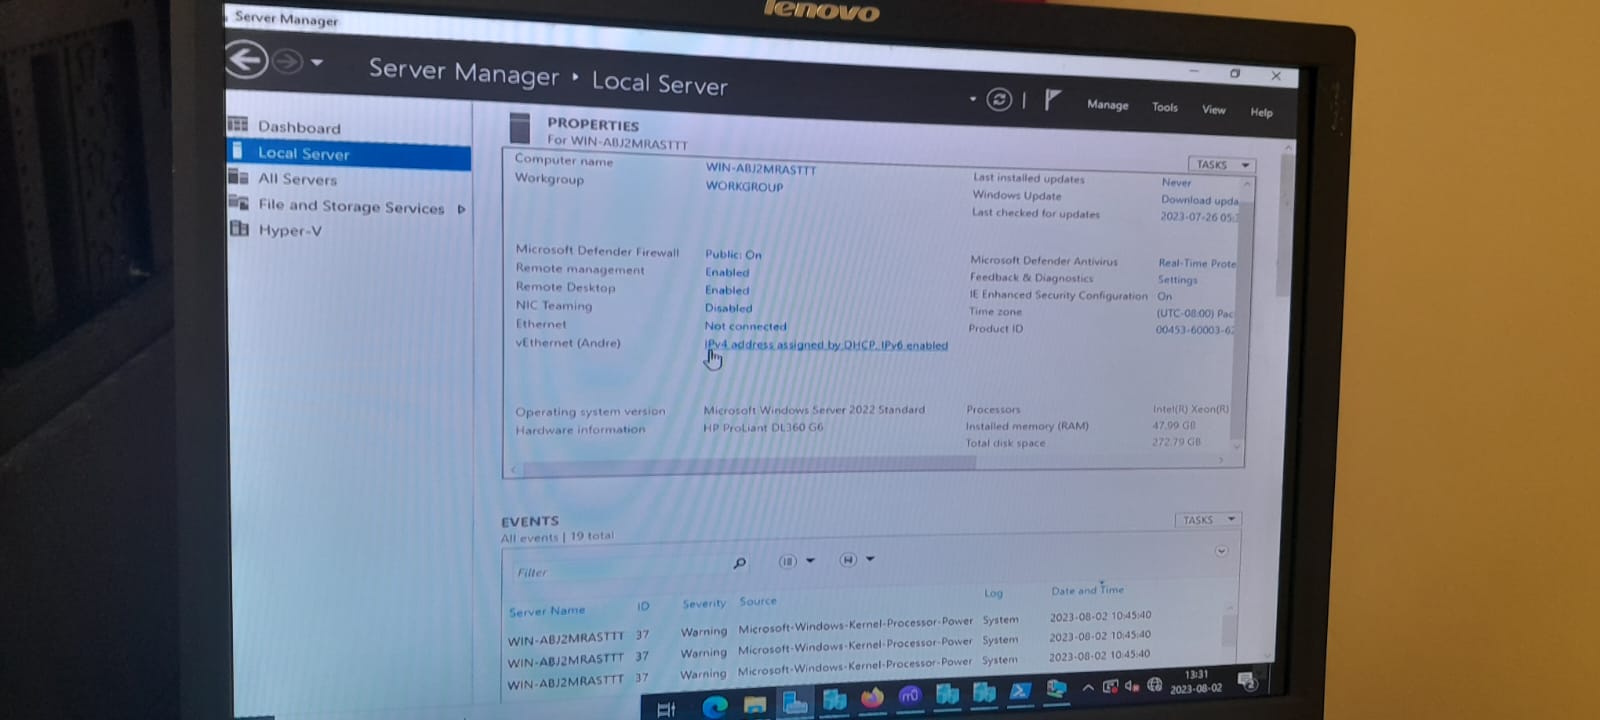 lenovo
Server Manager
Server Manager • Local Server
Manage Tools View Help
Dashboard
Local Server
All Servers
File and Storage Services
Hyper-V
PROPERTIES
For WIN-ABJ2MRASTTT
TASKS
Computer name WIN-ABJ2MRASTTT
Workgroup WORKGROUP
Last installed updates Never
Windows Update Download upda
Last checked for updates 2023-07-26 05:
Microsoft Defender Firewall Public: On
Remote management Enabled
Remote Desktop Enabled
NIC Teaming Disabled
Ethernet Not connected
vEthernet (Andre) IPv4 address assigned by DHCP, IPv6 enabled
Microsoft Defender Antivirus Real-Time Prote
Feedback & Diagnostics Settings
IE Enhanced Security Configuration On
Time zone (UTC-08:00) Pac
Product ID 00453-60003-6
Operating system version Microsoft Windows Server 2022 Standard
Hardware information HP ProLiant DL360 G6
Processors Intel(R) Xeon(R)
Installed memory (RAM) 47.99 GB
Total disk space 272.79 GB
EVENTS
All events | 19 total
TASKS
Filter
Server Name ID Severity Source Log Date and Time
WIN-ABJ2MRASTTT 37 Warning Microsoft-Windows-Kernel-Processor-Power System 2023-08-02 10:45:40
WIN-ABJ2MRASTTT 37 Warning Microsoft-Windows-Kernel-Processor-Power System 2023-08-02 10:45:40
WIN-ABJ2MRASTTT 37 Warning Microsoft-Windows-Kernel-Processor-Power System 2023-08-02 10:45:40
13:31
2023-08-02
2